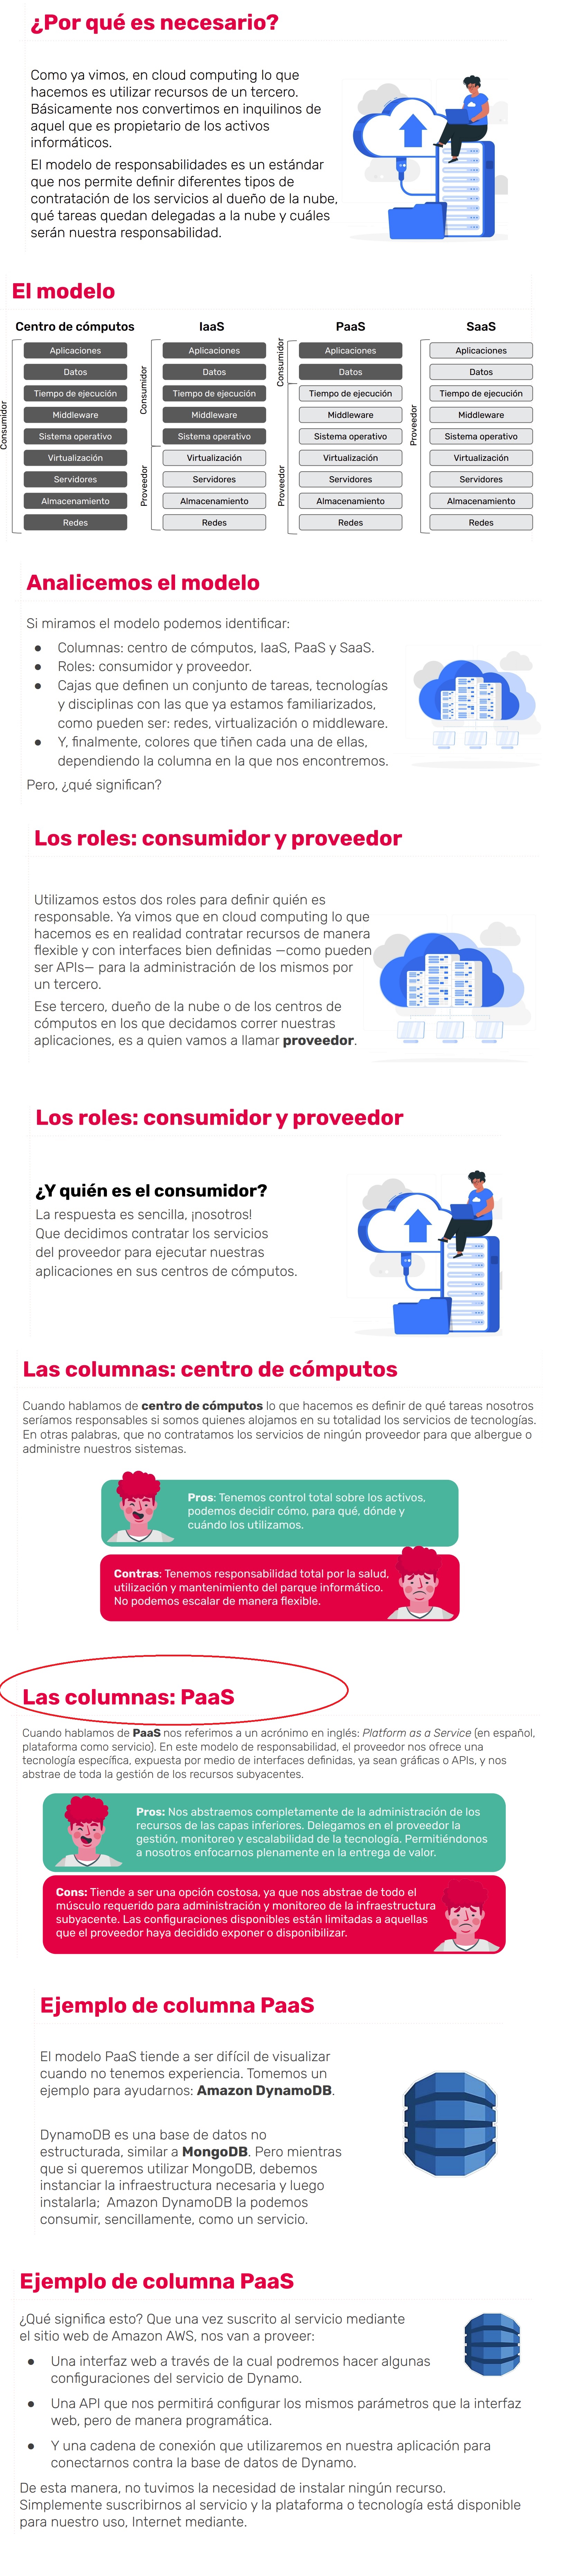 ¿Por qué es necesario?
Como ya vimos, en cloud computing lo que
hacemos es utilizar recursos de un tercero.
Básicamente nos convertimos en inquilinos de
aquel que es propietario de los activos
informáticos.
El modelo de responsabilidades es un estándar
que nos permite definir diferentes tipos de
contratación de los servicios al dueño de la nube,
qué tareas quedan delegadas a la nube y cuáles
serán nuestra responsabilidad.
El modelo
Centro de cómputos
Consumidor
Aplicaciones
Datos
Tiempo de ejecución
Middleware
Sistema operativo
Virtualización
Servidores
Almacenamiento
Redes
IaaS
Consumidor
Aplicaciones
Datos
Tiempo de ejecución
Middleware
Sistema operativo
Proveedor
Virtualización
Servidores
Almacenamiento
Redes
PaaS
Consumidor
Aplicaciones
Datos
Proveedor
Tiempo de ejecución
Middleware
Sistema operativo
Virtualización
Servidores
Almacenamiento
Redes
SaaS
Proveedor
Aplicaciones
Datos
Tiempo de ejecución
Middleware
Sistema operativo
Virtualización
Servidores
Almacenamiento
Redes
Analicemos el modelo
Si miramos el modelo podemos identificar:
● Columnas: centro de cómputos, IaaS, PaaS y SaaS.
● Roles: consumidor y proveedor.
● Cajas que definen un conjunto de tareas, tecnologías
y disciplinas con las que ya estamos familiarizados,
como pueden ser: redes, virtualización o middleware.
● Y, finalmente, colores que tiñen cada una de ellas,
dependiendo la columna en la que nos encontremos.
Pero, ¿qué significan?
Los roles: consumidor y proveedor
Utilizamos estos dos roles para definir quién es
responsable. Ya vimos que en cloud computing lo que
hacemos es en realidad contratar recursos de manera
flexible y con interfaces bien definidas —como pueden
ser APIs— para la administración de los mismos por
un tercero.
Ese tercero, dueño de la nube o de los centros de
cómputos en los que decidamos correr nuestras
aplicaciones, es a quien vamos a llamar proveedor.
Los roles: consumidor y proveedor
¿Y quién es el consumidor?
La respuesta es sencilla, ¡nosotros!
Que decidimos contratar los servicios
del proveedor para ejecutar nuestras
aplicaciones en sus centros de cómputos.
Las columnas: centro de cómputos
Cuando hablamos de centro de cómputos lo que hacemos es definir de qué tareas nosotros
seríamos responsables si somos quienes alojamos en su totalidad los servicios de tecnologías.
En otras palabras, que no contratamos los servicios de ningún proveedor para que albergue o
administre nuestros sistemas.
Pros: Tenemos control total sobre los activos,
podemos decidir cómo, para qué, dónde y
cuándo los utilizamos.
Contras: Tenemos responsabilidad total por la salud,
utilización y mantenimiento del parque informático.
No podemos escalar de manera flexible.
Las columnas: PaaS
Cuando hablamos de PaaS nos referimos a un acrónimo en inglés: Platform as a Service (en español,
plataforma como servicio). En este modelo de responsabilidad, el proveedor nos ofrece una
tecnología específica, expuesta por medio de interfaces definidas, ya sean gráficas o APIs, y nos
abstrae de toda la gestión de los recursos subyacentes.
Pros: Nos abstraemos completamente de la administración de los
recursos de las capas inferiores. Delegamos en el proveedor la
gestión, monitoreo y escalabilidad de la tecnología. Permitiéndonos
a nosotros enfocarnos plenamente en la entrega de valor.
Cons: Tiende a ser una opción costosa, ya que nos abstrae de todo el
músculo requerido para administración y monitoreo de la infraestructura
subyacente. Las configuraciones disponibles están limitadas a aquellas
que el proveedor haya decidido exponer o disponibilizar.
Ejemplo de columna PaaS
El modelo PaaS tiende a ser difícil de visualizar
cuando no tenemos experiencia. Tomemos un
ejemplo para ayudarnos: Amazon DynamoDB.
DynamoDB es una base de datos no
estructurada, similar a MongoDB. Pero mientras
que si queremos utilizar MongoDB, debemos
instanciar la infraestructura necesaria y luego
instalarla; Amazon DynamoDB la podemos
consumir, sencillamente, como un servicio.
Ejemplo de columna PaaS
¿Qué significa esto? Que una vez suscrito al servicio mediante
el sitio web de Amazon AWS, nos van a proveer:
● Una interfaz web a través de la cual podremos hacer algunas
configuraciones del servicio de Dynamo.
● Una API que nos permitirá configurar los mismos parámetros que la interfaz
web, pero de manera programática.
● Y una cadena de conexión que utilizaremos en nuestra aplicación para
conectarnos contra la base de datos de Dynamo.
De esta manera, no tuvimos la necesidad de instalar ningún recurso.
Simplemente suscribirnos al servicio y la plataforma o tecnología está disponible
para nuestro uso, Internet mediante.